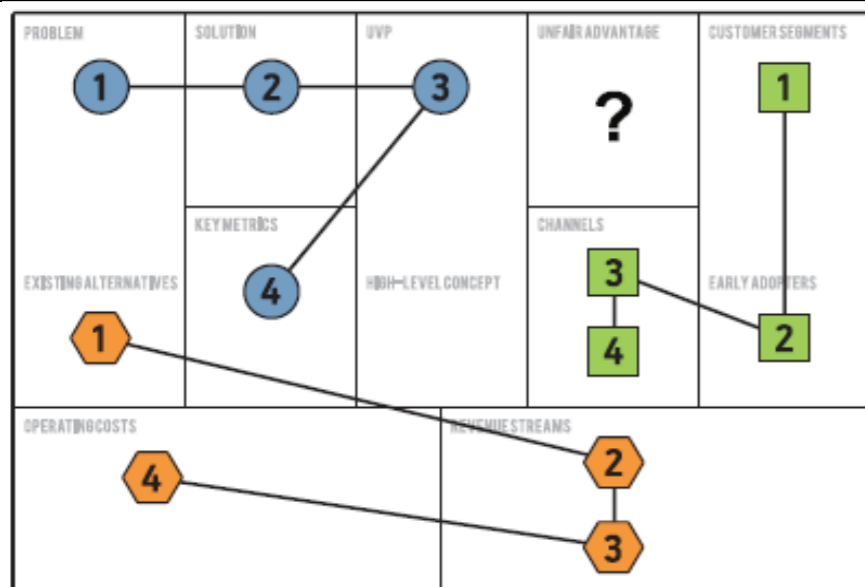 PROBLEM
1
EXISTING ALTERNATIVES
1
SOLUTION
2
KEY METRICS
4
UVP
3
HIGH-LEVEL CONCEPT
UNFAIR ADVANTAGE
?
CHANNELS
3
4
CUSTOMER SEGMENTS
1
EARLY ADOPTERS
2
OPERATING COSTS
4
REVENUE STREAMS
2
3